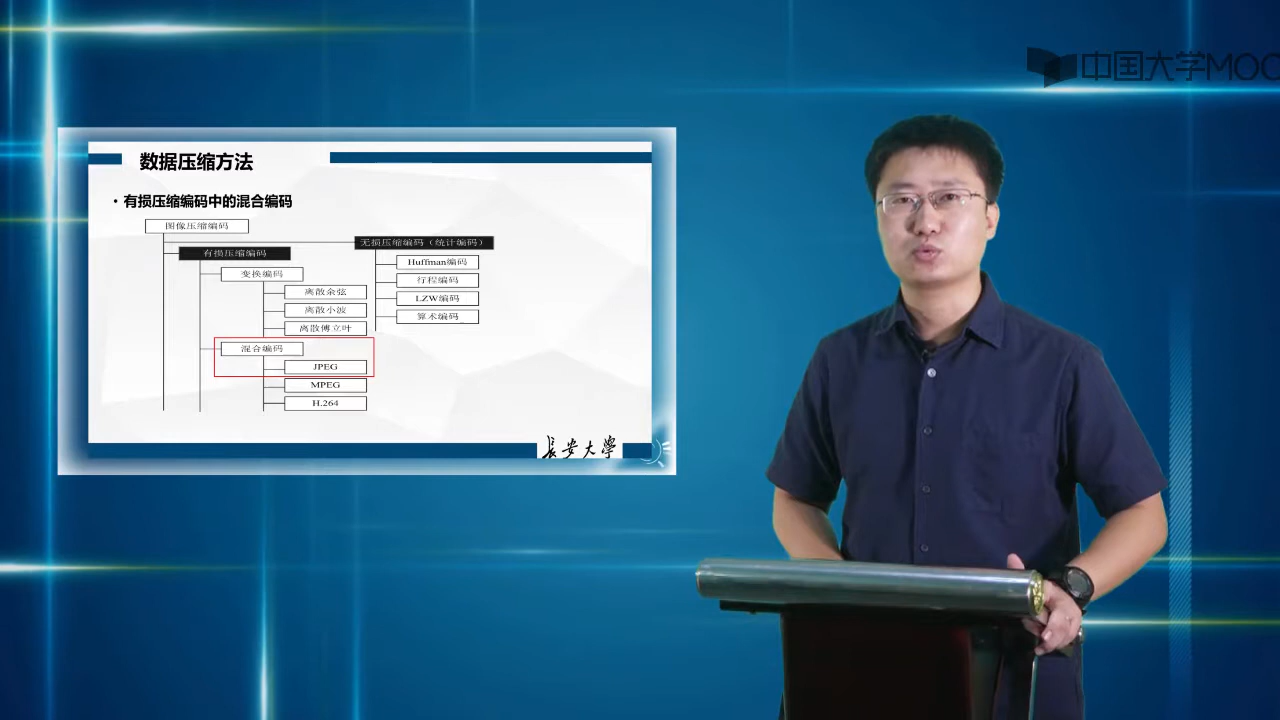 中国大学MOO
数据压缩方法
• 有损压缩编码中的混合编码
图像压缩编码
无损压缩编码（统计编码）
有损压缩编码
Huffman编码
变换编码
行程编码
离散余弦
LZW编码
离散小波
算术编码
离散傅立叶
混合编码
JPEG
MPEG
H.264
長安大學